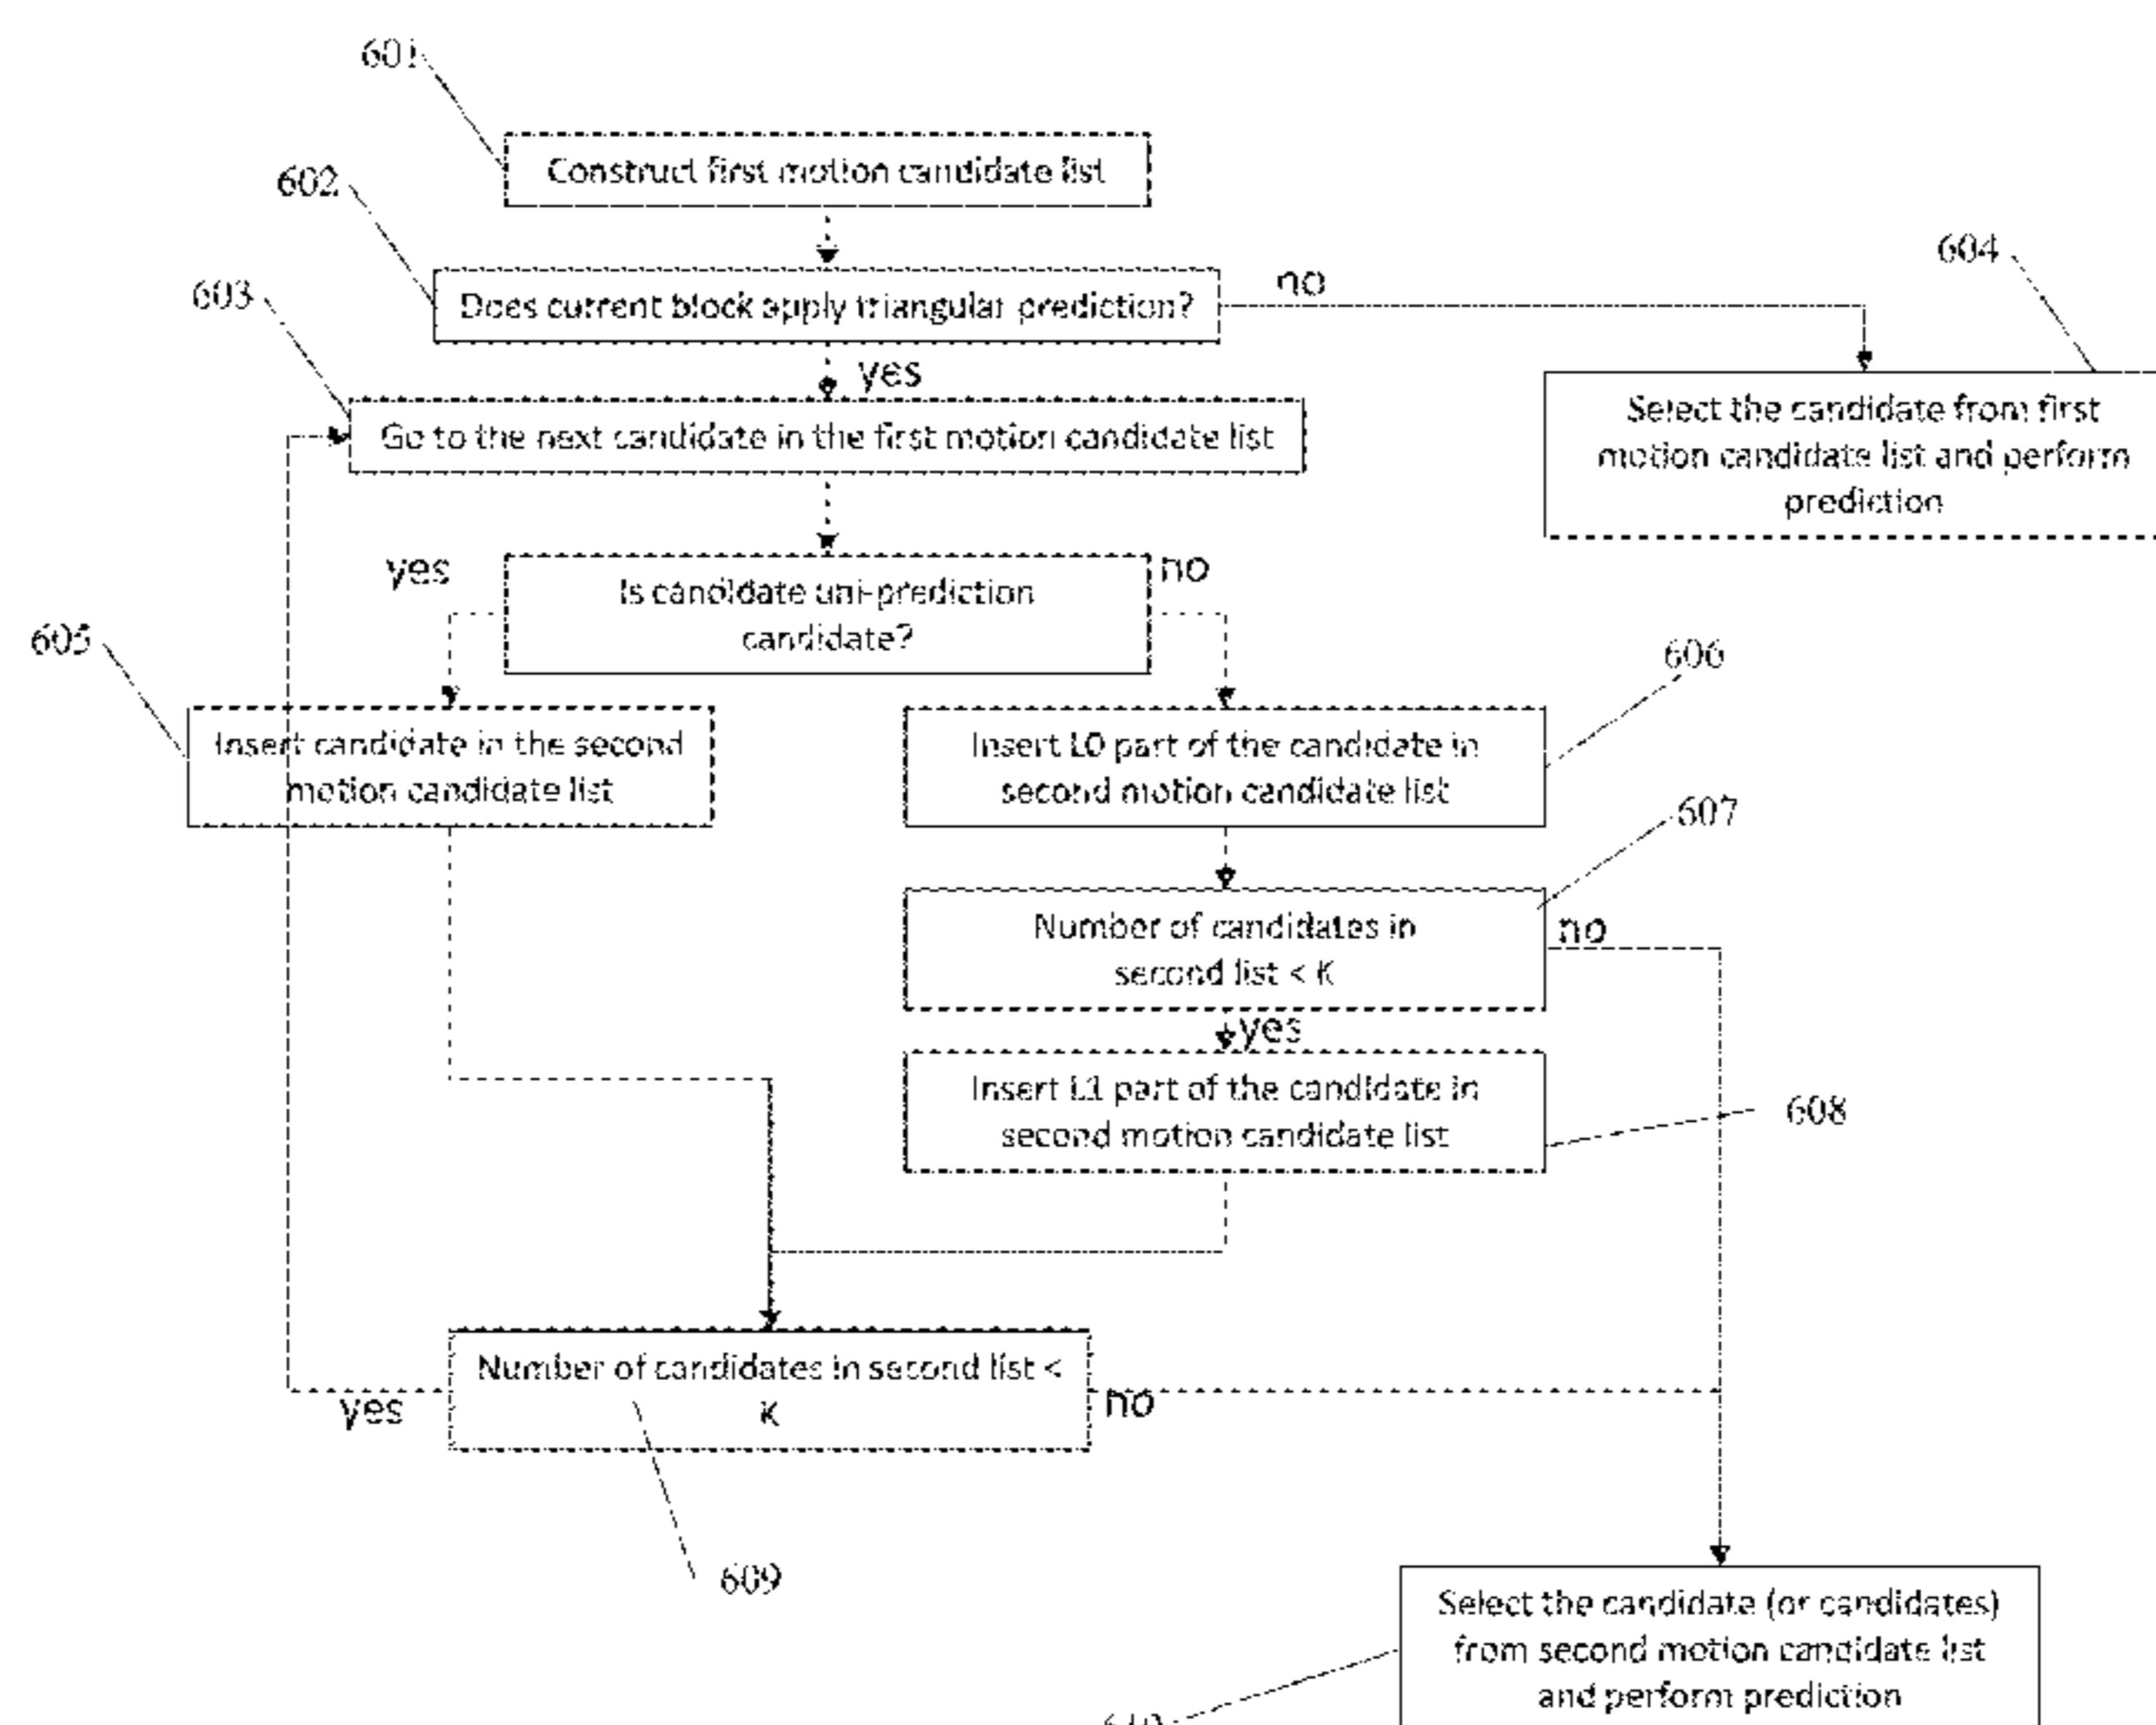 601
Construct first motion candidate list
602
Does current block apply triangular prediction?
no
604
603
yes
Go to the next candidate in the first motion candidate list
Select the candidate from first
motion candidate list and perform
prediction
yes
Is candidate uni-prediction
candidate?
no
605
606
Insert candidate in the second
motion candidate list
Insert L0 part of the candidate in
second motion candidate list
607
Number of candidates in
second list < K
no
yes
Insert L1 part of the candidate in
second motion candidate list
608
Number of candidates in second list <
K
yes
no
609
Select the candidate (or candidates)
from second motion candidate list
and perform prediction